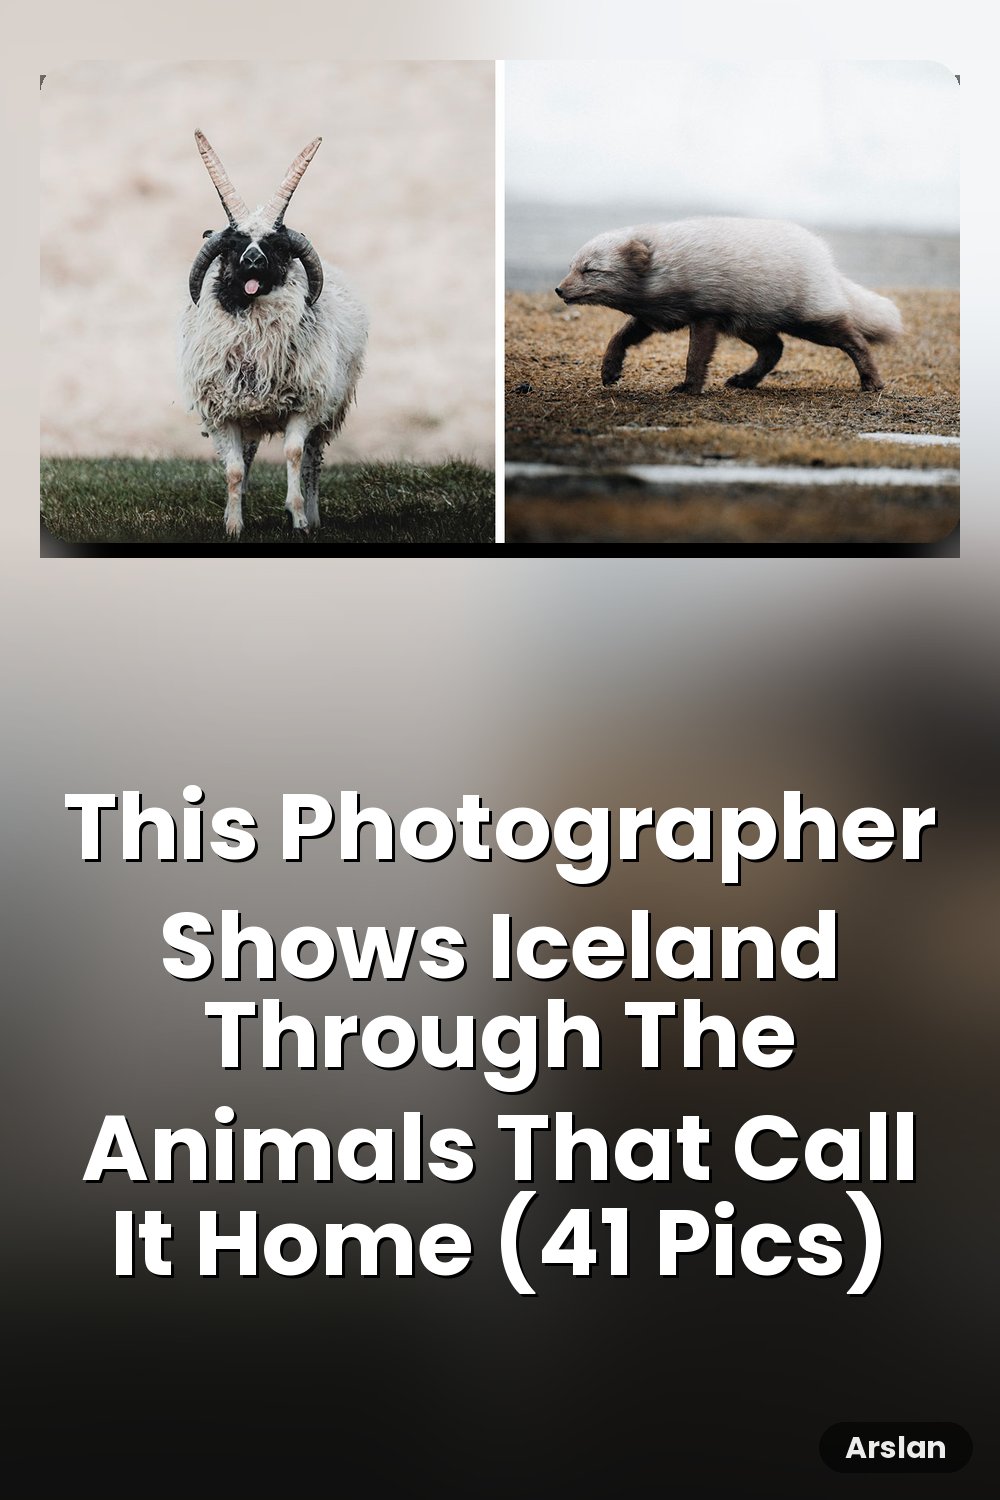 This Photographer
Shows Iceland
Through The
Animals That Call
It Home (41 Pics)
Arslan